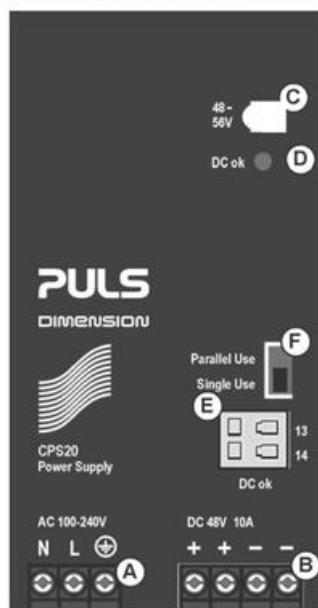 C
48-
56V
DC ok
D
PULS
DIMENSION
F
Parallel Use
Single Use
E
CPS20
Power Supply
13
14
DC ok
AC 100-240V
DC 48V 10A
N L
+ + - -
A
B